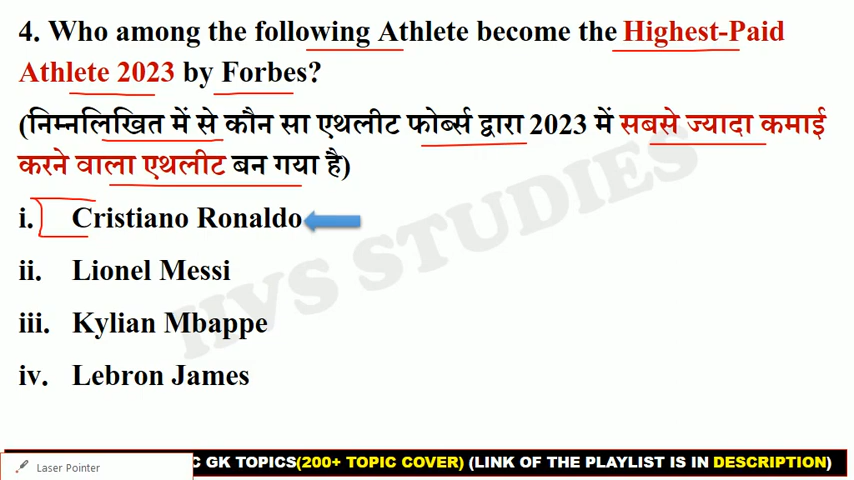 4. Who among the following Athlete become the Highest-Paid
Athlete 2023 by Forbes?
(निम्नलिखित में से कौन सा एथलीट फोर्ब्स द्वारा 2023 में सबसे ज्यादा कमाई
करने वाला एथलीट बन गया है)
i. Cristiano Ronaldo
ii. Lionel Messi
iii. Kylian Mbappe
iv. Lebron James
HVS STUDIES
C GK TOPICS(200+ TOPIC COVER) (LINK OF THE PLAYLIST IS IN DESCRIPTION)
Laser Pointer